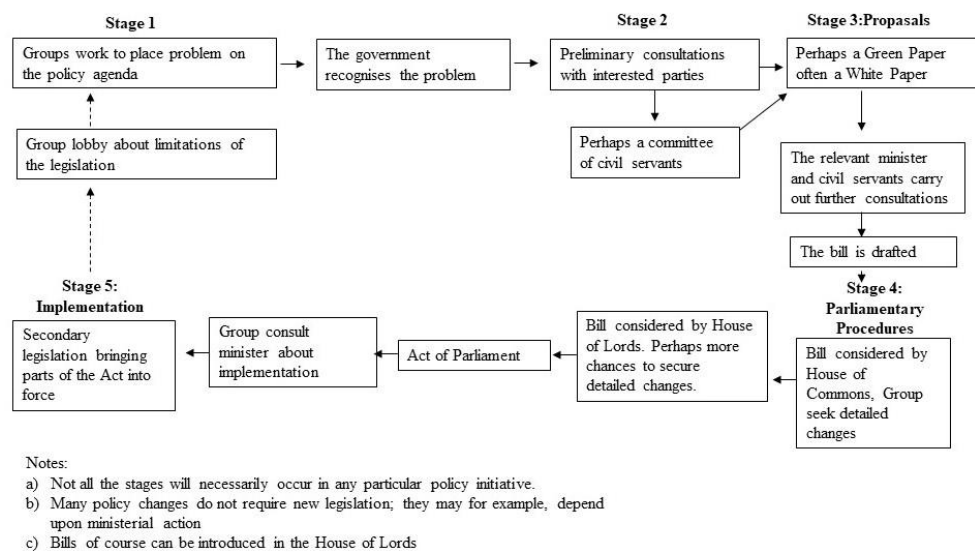 Stage 1
Groups work to place problem on
the policy agenda
The government
recognises the problem
Stage 2
Preliminary consultations
with interested parties
Perhaps a committee
of civil servants
Stage 3:Propasals
Perhaps a Green Paper
often a White Paper
The relevant minister
and civil servants carry
out further consultations
The bill is drafted
Stage 4:
Parliamentary
Procedures
Bill considered by
House of
Commons, Group
seek detailed
changes
Bill considered by House
of Lords. Perhaps more
chances to secure
detailed changes.
Act of Parliament
Group consult
minister about
implementation
Stage 5:
Implementation
Secondary
legislation bringing
parts of the Act into
force
Group lobby about limitations of
the legislation
Notes:
a) Not all the stages will necessarily occur in any particular policy initiative.
b) Many policy changes do not require new legislation; they may for example, depend
upon ministerial action
c) Bills of course can be introduced in the House of Lords